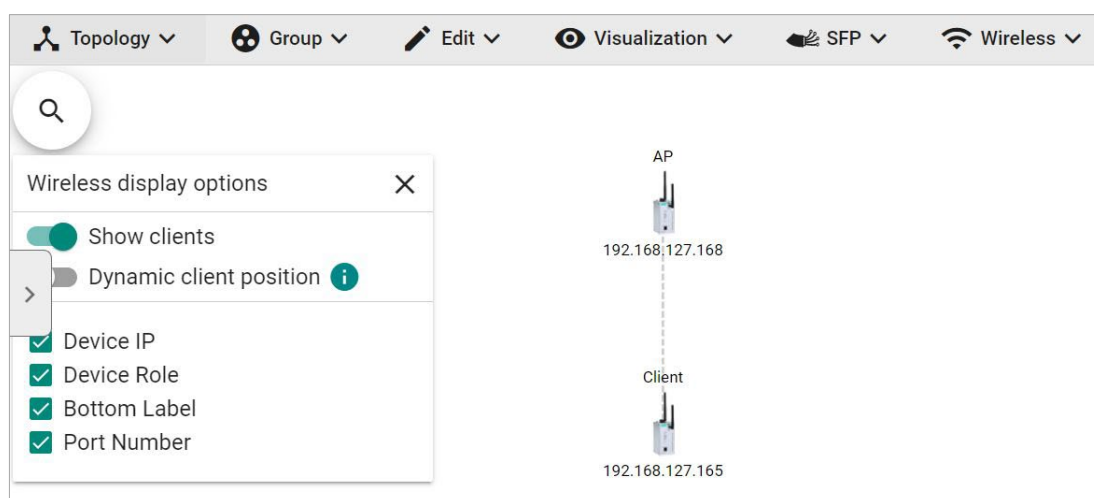 Topology Group Edit Visualization SFP Wireless
Wireless display options
Show clients
Dynamic client position i
Device IP
Device Role
Bottom Label
Port Number
AP
192.168.127.168
Client
192.168.127.165